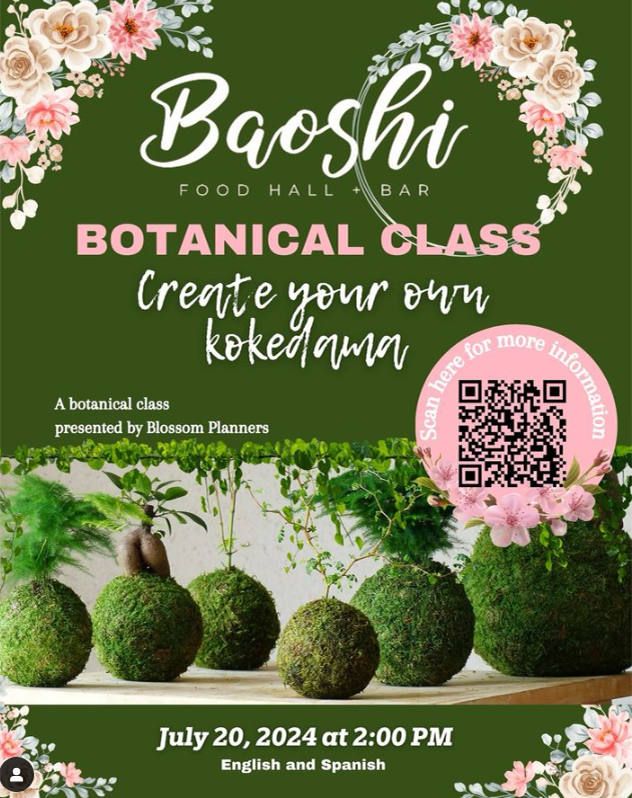 Baoshi
FOOD HALL + BAR
BOTANICAL CLASS
Create your own
kokedama
Scan here for more information
A botanical class
presented by Blossom Planners
July 20, 2024 at 2:00 PM
English and Spanish